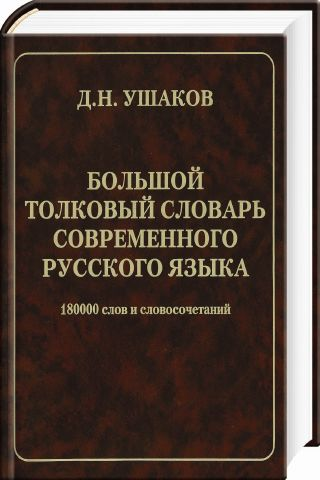 Д.Н. УШАКОВ
БОЛЬШОЙ
ТОЛКОВЫЙ СЛОВАРЬ
СОВРЕМЕННОГО
РУССКОГО ЯЗЫКА
180000 слов и словосочетаний